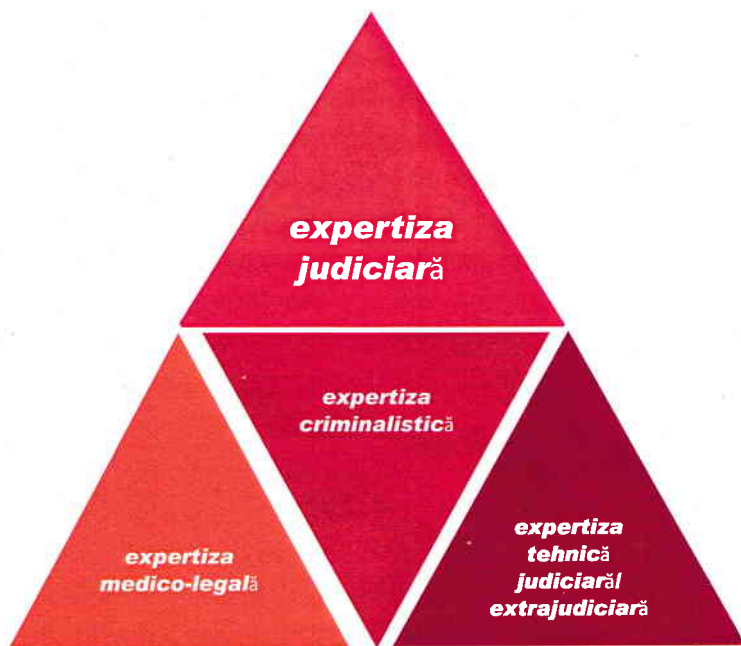 expertiza
judiciară
expertiza
criminalistică
expertiza
medico-legală
expertiza
tehnică
judiciară/
extrajudiciară